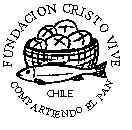 FUNDACION CRISTO VIVE
CHILE
COMPARTIENDO EL PAN